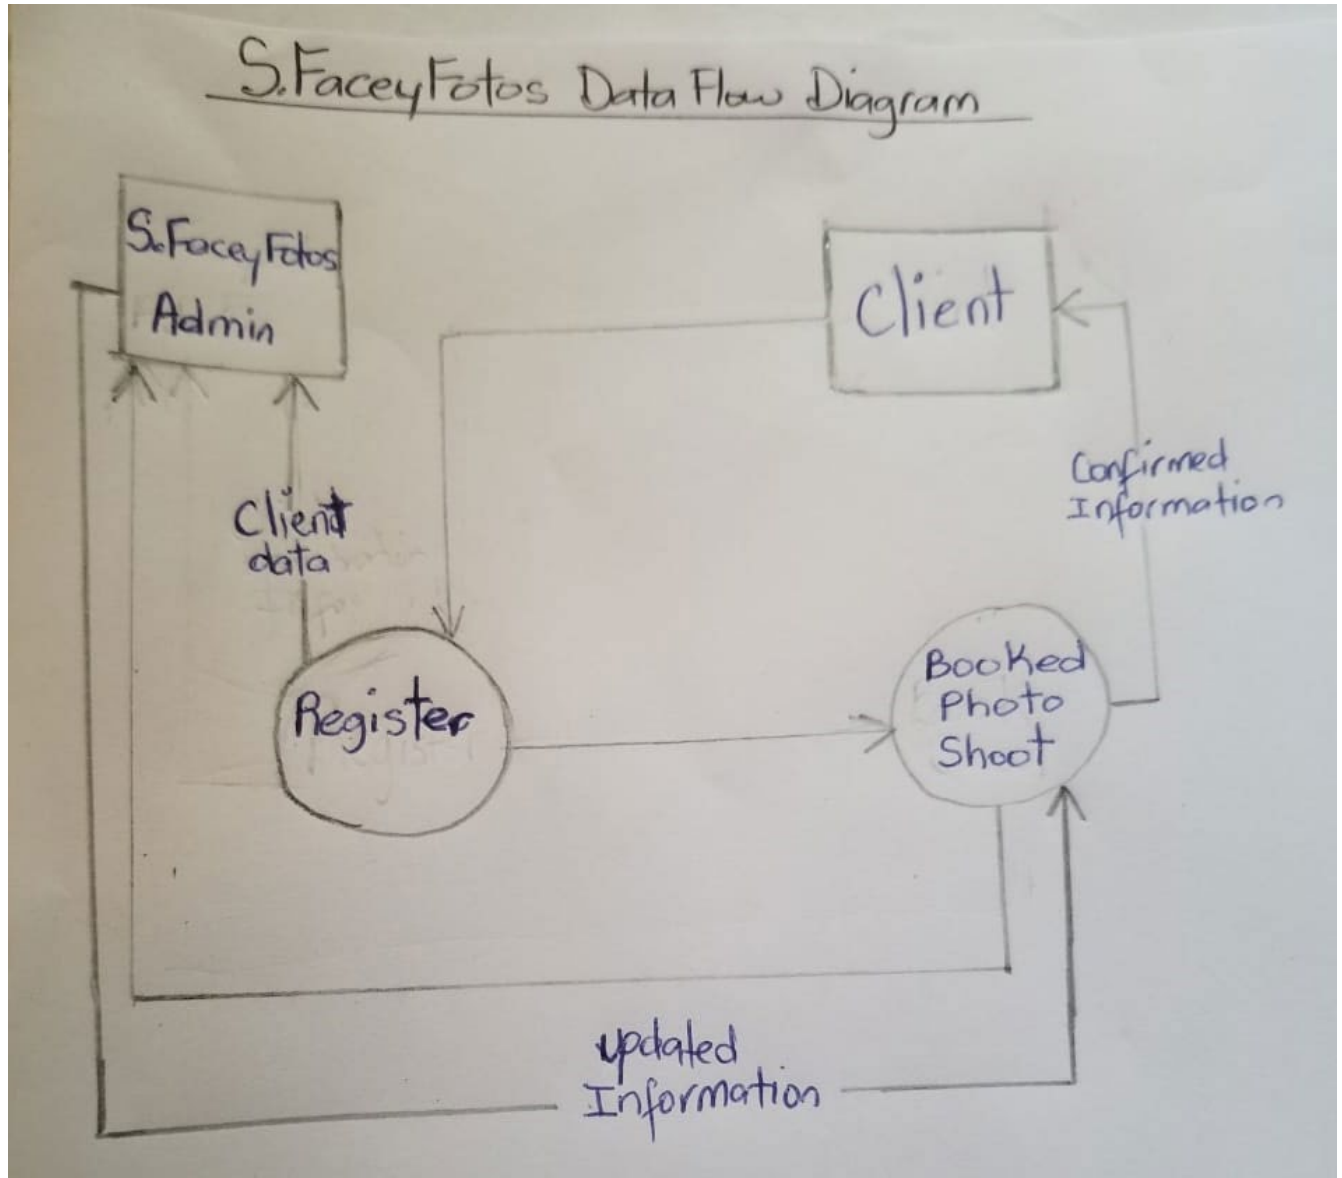 S.FaceyFotos Data Flow Diagram
S.FaceyFotos
Admin
Client
Client
data
Confirmed
Information
Register
Booked
Photo
Shoot
updated
Information